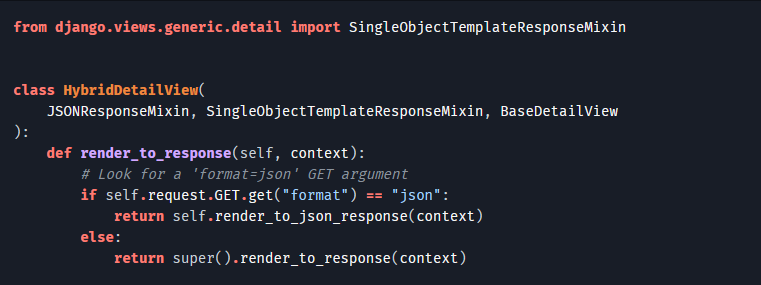 from django.views.generic.detail import SingleObjectTemplateResponseMixin
class HybridDetailView(
    JSONResponseMixin, SingleObjectTemplateResponseMixin, BaseDetailView
):
    def render_to_response(self, context):
        # Look for a 'format=json' GET argument
        if self.request.GET.get("format") == "json":
            return self.render_to_json_response(context)
        else:
            return super().render_to_response(context)